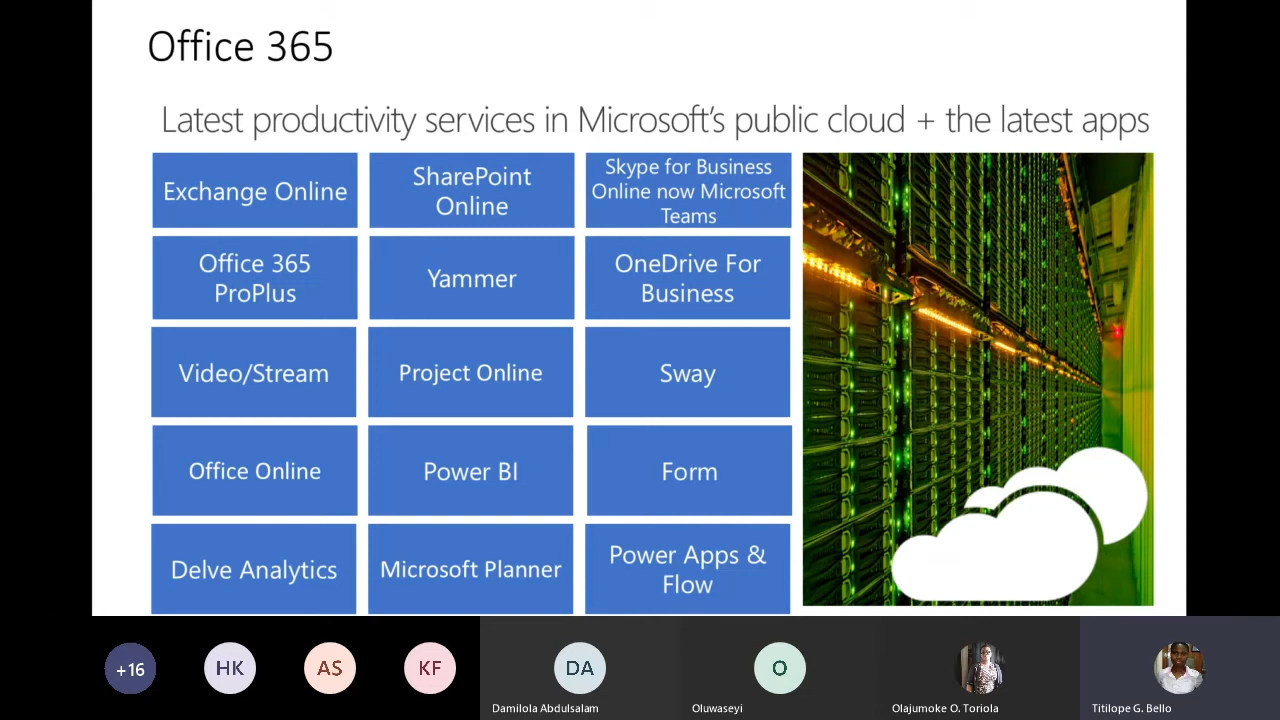 Office 365
Latest productivity services in Microsoft's public cloud + the latest apps
Exchange Online
SharePoint
Online
Skype for Business
Online now Microsoft
Teams
Office 365
ProPlus
Yammer
OneDrive For
Business
Video/Stream
Project Online
Sway
Office Online
Power BI
Form
Delve Analytics
Microsoft Planner
Power Apps &
Flow
+16
HK
AS
KF
DA
O
Damilola Abdulsalam
Oluwaseyi
Olajumoke O. Toriola
Titilope G. Bello